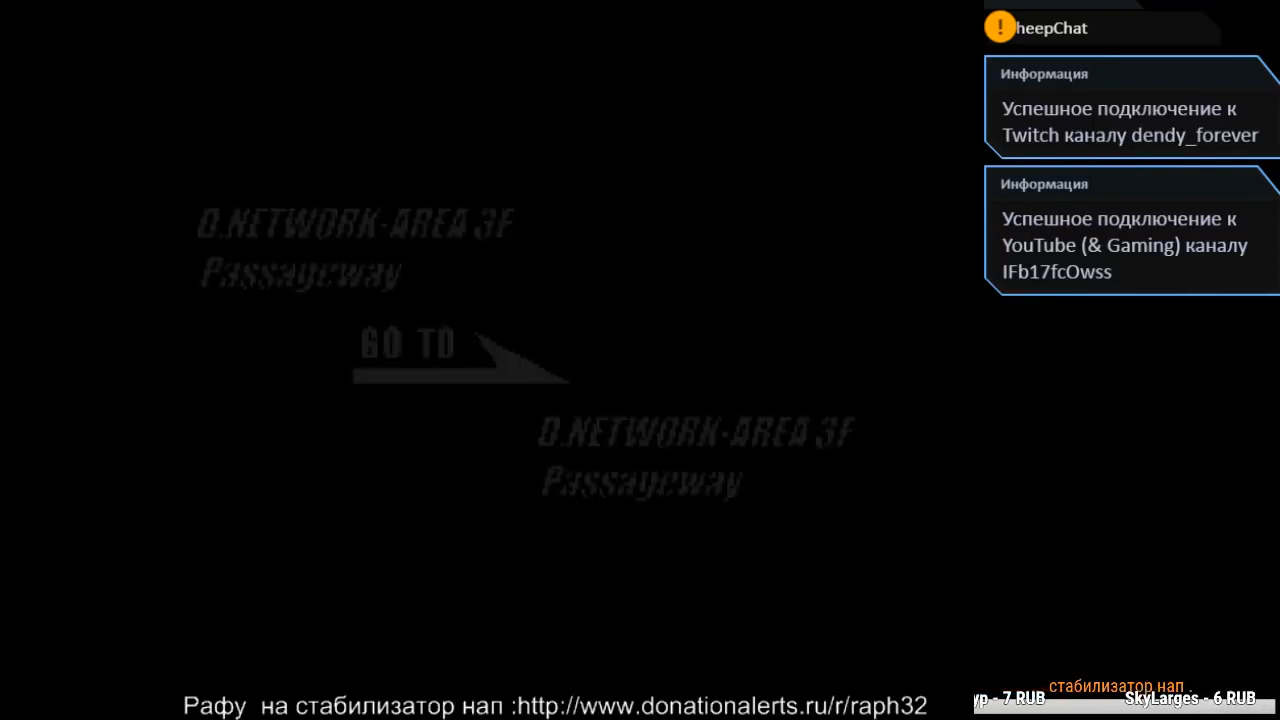 heepChat
Информация
Успешное подключение к
Twitch каналу dendy_forever
Информация
Успешное подключение к
YouTube (& Gaming) каналу
IFb17fcOwss
D.NETWORK-AREA 3F
Passageway
GO TO
D.NETWORK-AREA 3F
Passageway
стабилизатор нап .
ур - 7 RUB SkyLarges - 6 RUB
Рафу на стабилизатор нап :http://www.donationalerts.ru/r/raph32